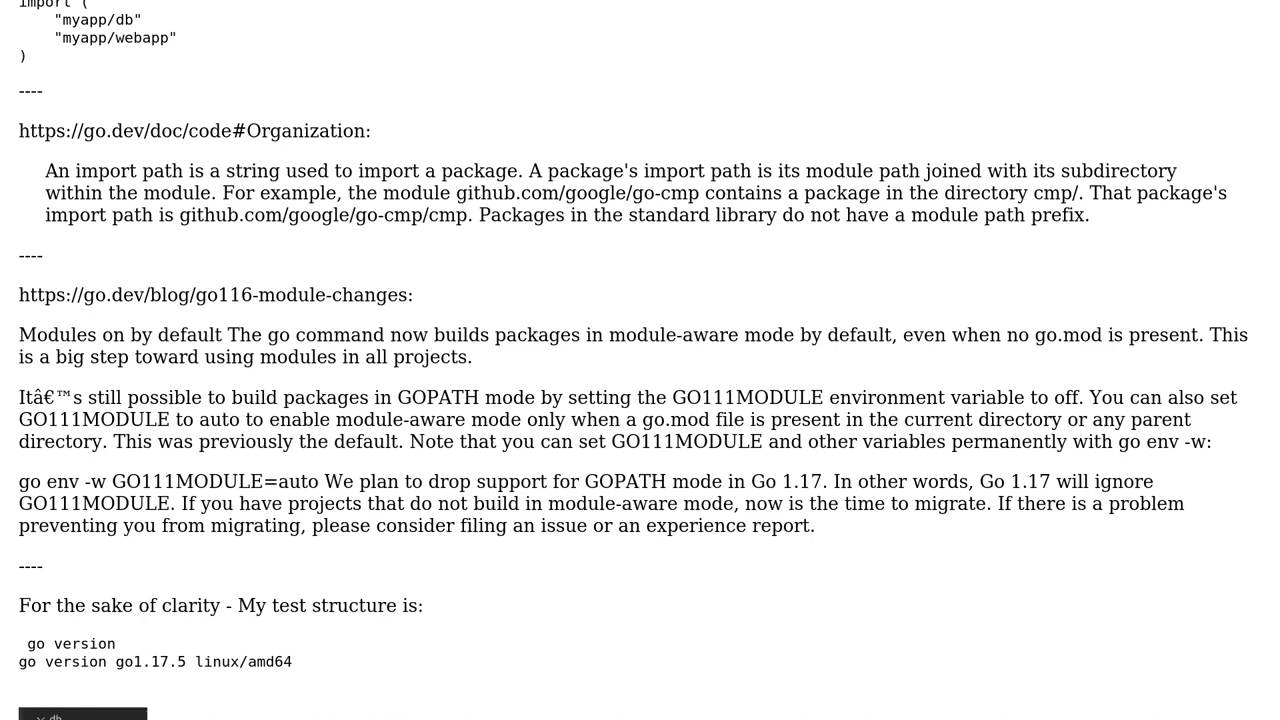 import (
    "myapp/db"
    "myapp/webapp"
)
----
https://go.dev/doc/code#Organization:
An import path is a string used to import a package. A package's import path is its module path joined with its subdirectory
within the module. For example, the module github.com/google/go-cmp contains a package in the directory cmp/. That package's
import path is github.com/google/go-cmp/cmp. Packages in the standard library do not have a module path prefix.
----
https://go.dev/blog/go116-module-changes:
Modules on by default The go command now builds packages in module-aware mode by default, even when no go.mod is present. This
is a big step toward using modules in all projects.
Itâ€™s still possible to build packages in GOPATH mode by setting the GO111MODULE environment variable to off. You can also set
GO111MODULE to auto to enable module-aware mode only when a go.mod file is present in the current directory or any parent
directory. This was previously the default. Note that you can set GO111MODULE and other variables permanently with go env -w:
go env -w GO111MODULE=auto We plan to drop support for GOPATH mode in Go 1.17. In other words, Go 1.17 will ignore
GO111MODULE. If you have projects that do not build in module-aware mode, now is the time to migrate. If there is a problem
preventing you from migrating, please consider filing an issue or an experience report.
----
For the sake of clarity - My test structure is:
go version
go version go1.17.5 linux/amd64
db